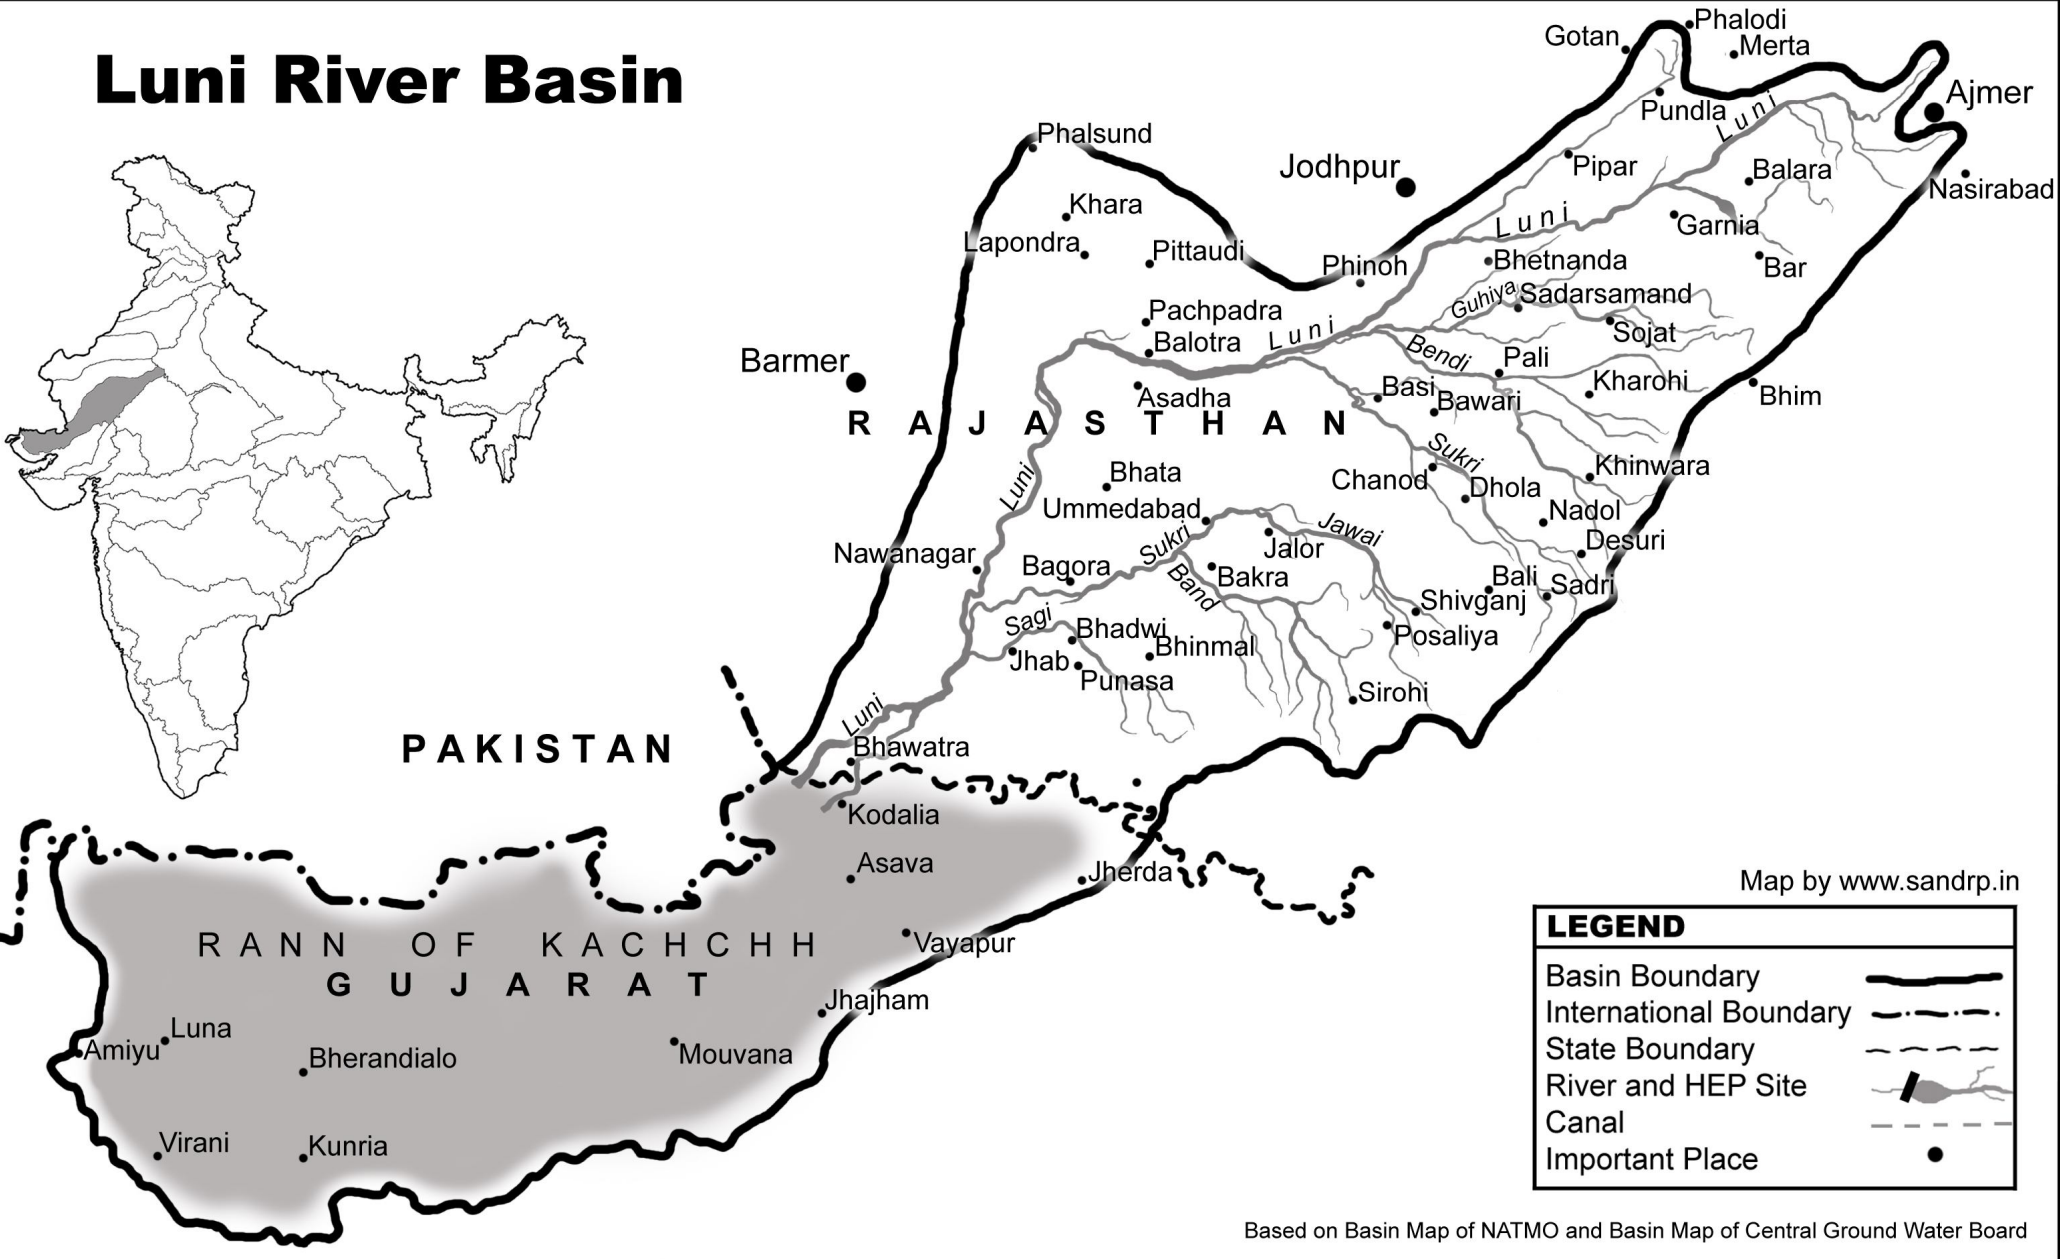 Luni River Basin
Phalodi
Gotan
Merta
Ajmer
Pundla
Luni
Phalsund
Jodhpur
Pipar
Balara
Nasirabad
Khara
Lapondra
Pittaudi
Luni
Garnia
Phinoh
Bhetnanda
Bar
Guhiya
Sadarsamand
Pachpadra
Luni
Sojat
Balotra
Barmer
Bendi
Pali
Asadha
Basi
Kharohi
Bawari
Bhim
RAJASTHAN
Sukri
Luni
Bhata
Chanod
Khinwara
Dhola
Ummedabad
Nadol
Jawai
Sukri
Jalor
Desuri
Nawanagar
Bagora
Bakra
Band
Bali
Sadri
Shivganj
Sagi
Bhadwi
Posaliya
Bhinmal
Jhab
Punasa
Sirohi
Luni
PAKISTAN
Bhawatra
Kodalia
Asava
Jherda
RANN OF KACHCHH
Vayapur
GUJARAT
Jhajham
Luna
Amiyu
Bherandialo
Mouvana
Virani
Kunria
Map by www.sandrp.in
LEGEND
Basin Boundary
International Boundary
State Boundary
River and HEP Site
Canal
Important Place
Based on Basin Map of NATMO and Basin Map of Central Ground Water Board